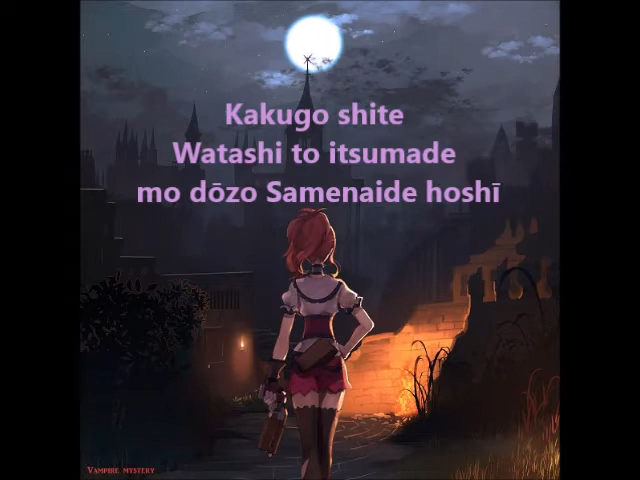 Kakugo shite
Watashi to itsumade
mo dōzo Samenaide hoshī
Vampire mystery